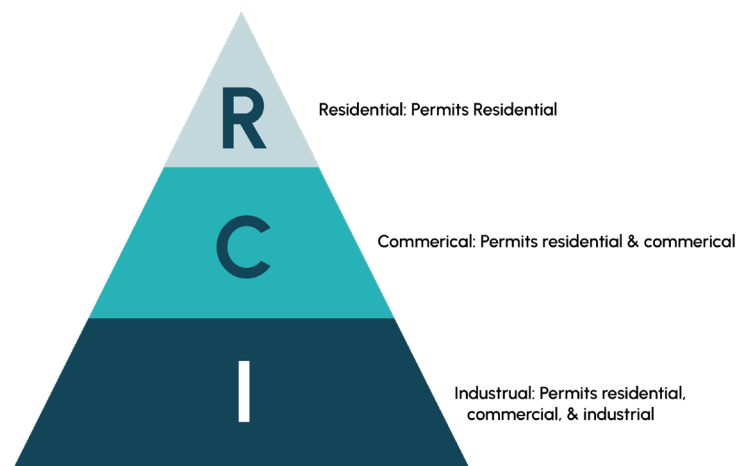 R
Residential: Permits Residential
C
Commerical: Permits residential & commerical
I
Industrual: Permits residential,
commercial, & industrial